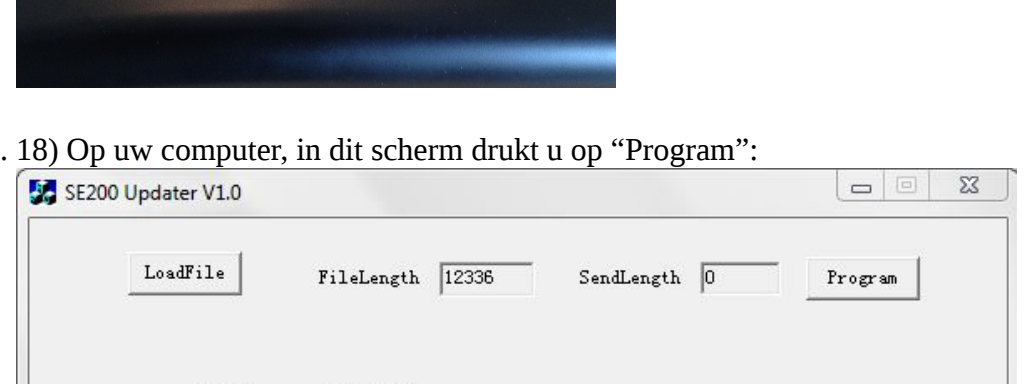 . 18) Op uw computer, in dit scherm drukt u op “Program”:
SE200 Updater V1.0
LoadFile FileLength 12336 SendLength 0 Program